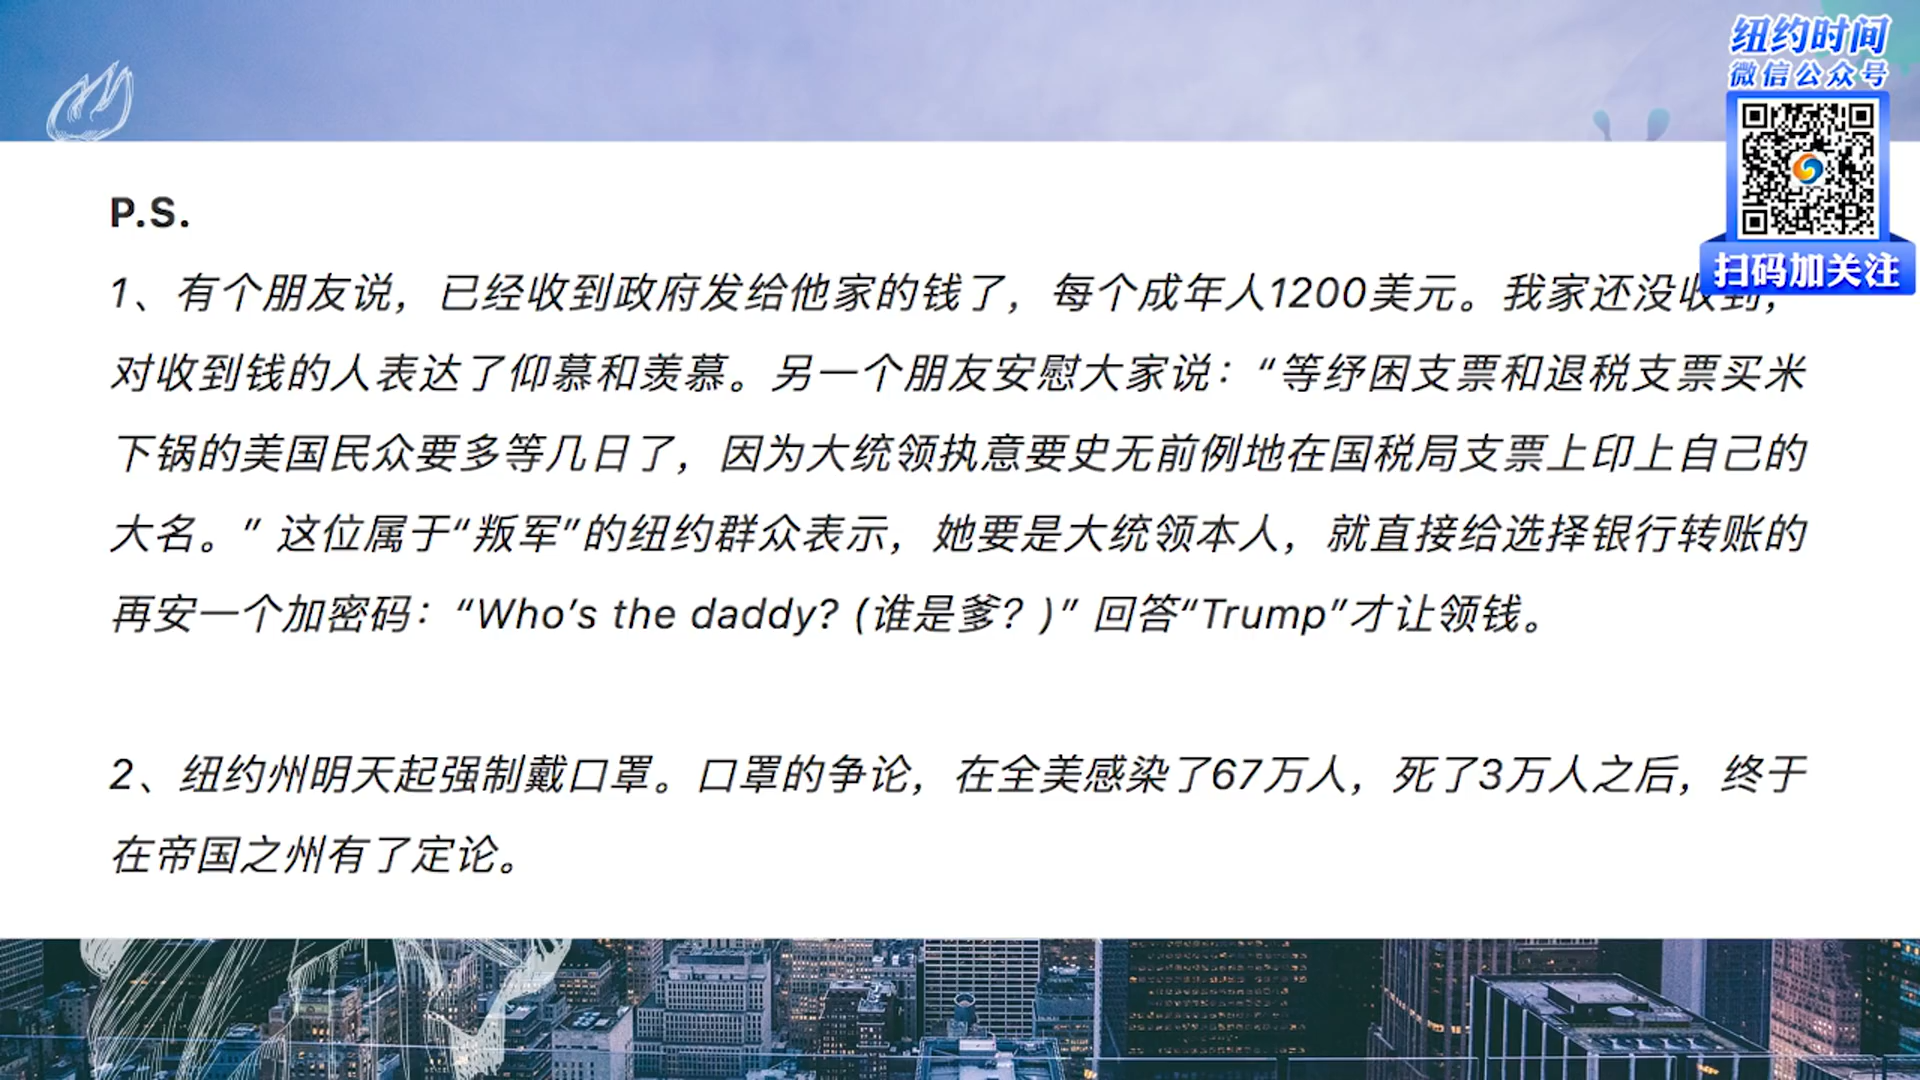 纽约时间
微信公众号
扫码加关注
P.S.
1、有个朋友说，已经收到政府发给他家的钱了，每个成年人1200美元。我家还没收到，
对收到钱的人表达了仰慕和羡慕。另一个朋友安慰大家说：“等纾困支票和退税支票买米
下锅的美国民众要多等几日了，因为大统领执意要史无前例地在国税局支票上印上自己的
大名。” 这位属于“叛军”的纽约群众表示，她要是大统领本人，就直接给选择银行转账的
再安一个加密码：“Who’s the daddy? (谁是爹？)” 回答“Trump”才让领钱。
2、纽约州明天起强制戴口罩。口罩的争论，在全美感染了67万人，死了3万人之后，终于
在帝国之州有了定论。